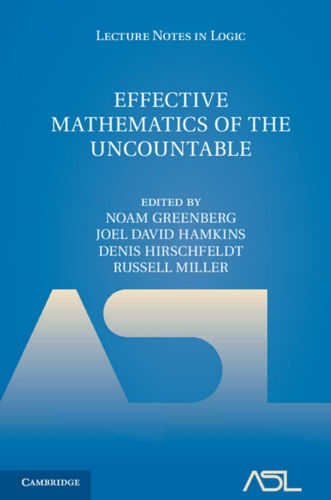 LECTURE NOTES IN LOGIC
EFFECTIVE
MATHEMATICS OF THE
UNCOUNTABLE
EDITED BY
NOAM GREENBERG
JOEL DAVID HAMKINS
DENIS HIRSCHFELDT
RUSSELL MILLER
ASL
CAMBRIDGE
ASL